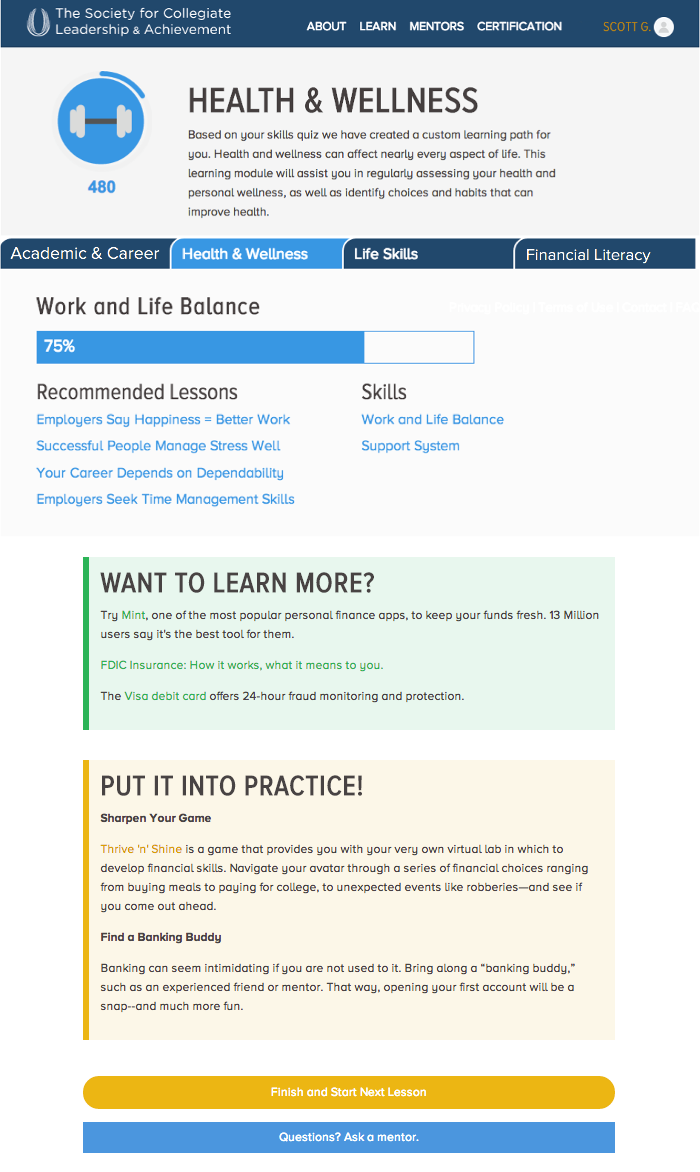 The Society for Collegiate
Leadership & Achievement
ABOUT LEARN MENTORS CERTIFICATION SCOTT G.
HEALTH & WELLNESS
Based on your skills quiz we have created a custom learning path for
you. Health and wellness can affect nearly every aspect of life. This
learning module will assist you in regularly assessing your health and
personal wellness, as well as identify choices and habits that can
improve health.
480
Academic & Career Health & Wellness Life Skills Financial Literacy
Privacy Policy | Terms of Use | Contact | FAQ
Work and Life Balance
75%
Recommended Lessons
Employers Say Happiness = Better Work
Successful People Manage Stress Well
Your Career Depends on Dependability
Employers Seek Time Management Skills
Skills
Work and Life Balance
Support System
WANT TO LEARN MORE?
Try Mint, one of the most popular personal finance apps, to keep your funds fresh. 13 Million
users say it's the best tool for them.
FDIC Insurance: How it works, what it means to you.
The Visa debit card offers 24-hour fraud monitoring and protection.
PUT IT INTO PRACTICE!
Sharpen Your Game
Thrive 'n' Shine is a game that provides you with your very own virtual lab in which to
develop financial skills. Navigate your avatar through a series of financial choices ranging
from buying meals to paying for college, to unexpected events like robberies—and see if
you come out ahead.
Find a Banking Buddy
Banking can seem intimidating if you are not used to it. Bring along a “banking buddy,”
such as an experienced friend or mentor. That way, opening your first account will be a
snap--and much more fun.
Finish and Start Next Lesson
Questions? Ask a mentor.